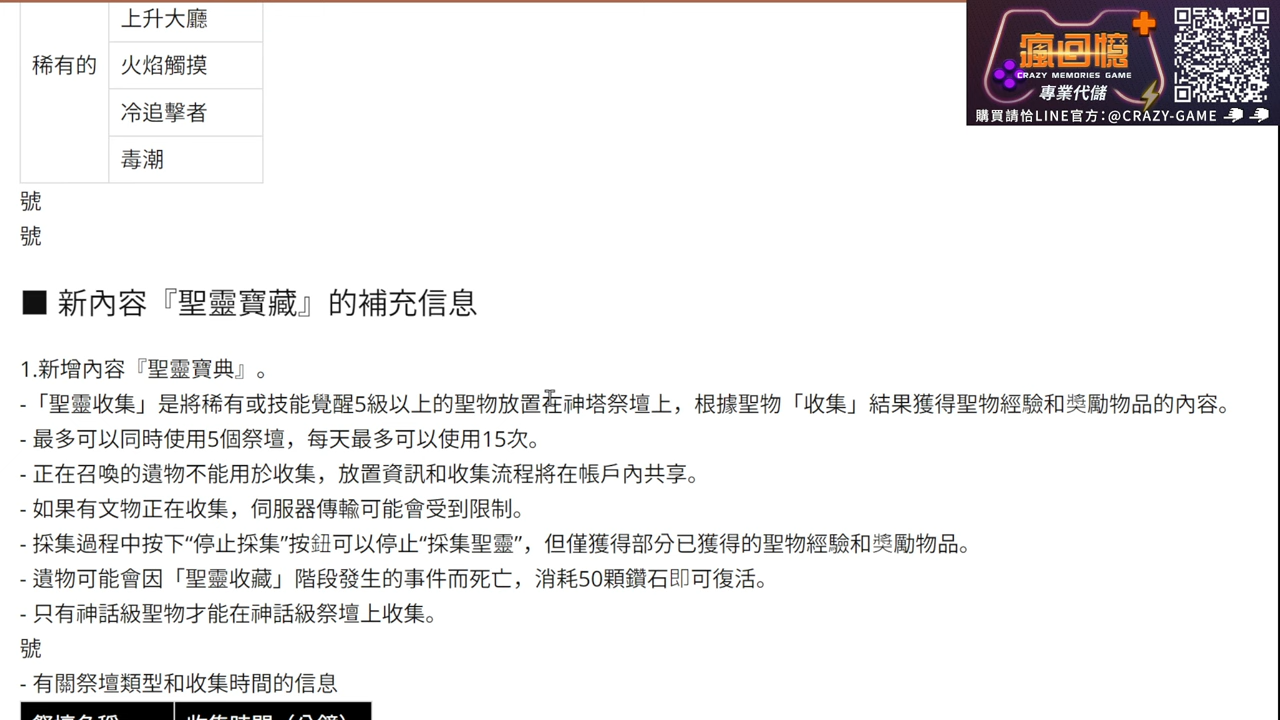 上升大廳
稀有的
火焰觸摸
冷追擊者
毒潮
瘋回憶
CRAZY MEMORIES GAME
專業代儲
購買請恰LINE官方:@CRAZY-GAME
號
號
■ 新內容『聖靈寶藏』的補充信息
1.新增內容『聖靈寶典』。
-「聖靈收集」是將稀有或技能覺醒5級以上的聖物放置在神塔祭壇上，根據聖物「收集」結果獲得聖物經驗和獎勵物品的內容。
- 最多可以同時使用5個祭壇，每天最多可以使用15次。
- 正在召喚的遺物不能用於收集，放置資訊和收集流程將在帳戶內共享。
- 如果有文物正在收集，伺服器傳輸可能會受到限制。
- 採集過程中按下“停止採集”按鈕可以停止“採集聖靈”，但僅獲得部分已獲得的聖物經驗和獎勵物品。
- 遺物可能會因「聖靈收藏」階段發生的事件而死亡，消耗50顆鑽石即可復活。
- 只有神話級聖物才能在神話級祭壇上收集。
號
- 有關祭壇類型和收集時間的信息
祭壇名稱
收集時間（分鐘）